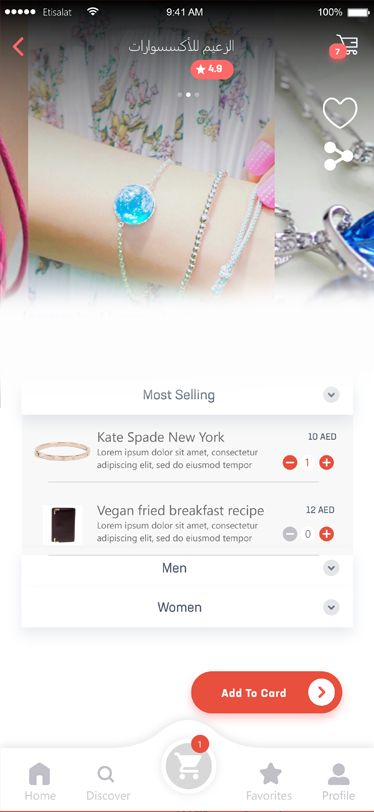 Etisalat 9:41 AM 100%
الزعيم للأكسسوارات
7
4.9
Most Selling
Kate Spade New York 10 AED
Lorem ipsum dolor sit amet, consectetur
adipiscing elit, sed do eiusmod tempor
1
Vegan fried breakfast recipe 12 AED
Lorem ipsum dolor sit amet, consectetur
adipiscing elit, sed do eiusmod tempor
0
Men
Women
Add To Card
1
Home Discover Favorites Profile